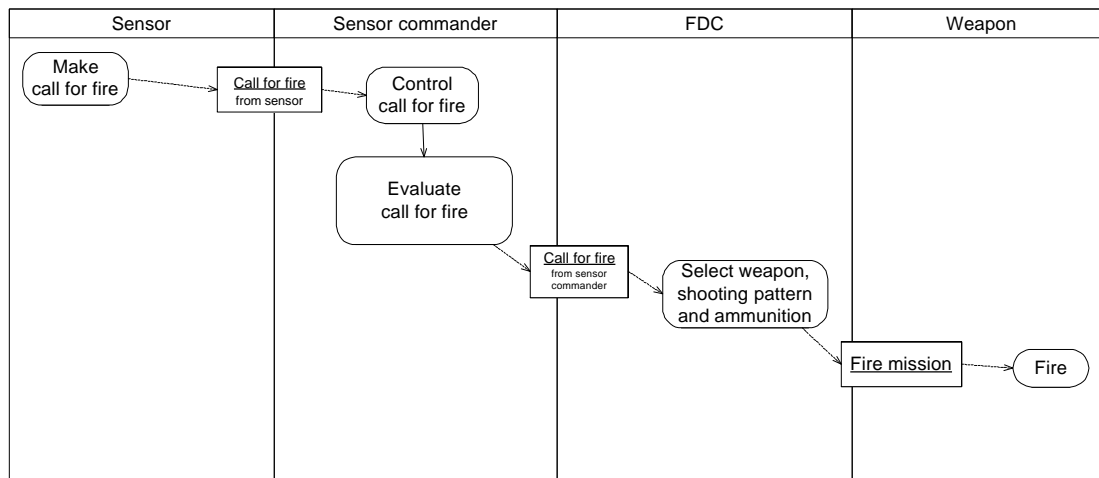 Sensor
Sensor commander
FDC
Weapon
Make
call for fire
Call for fire
from sensor
Control
call for fire
Evaluate
call for fire
Call for fire
from sensor
commander
Select weapon,
shooting pattern
and ammunition
Fire mission
Fire